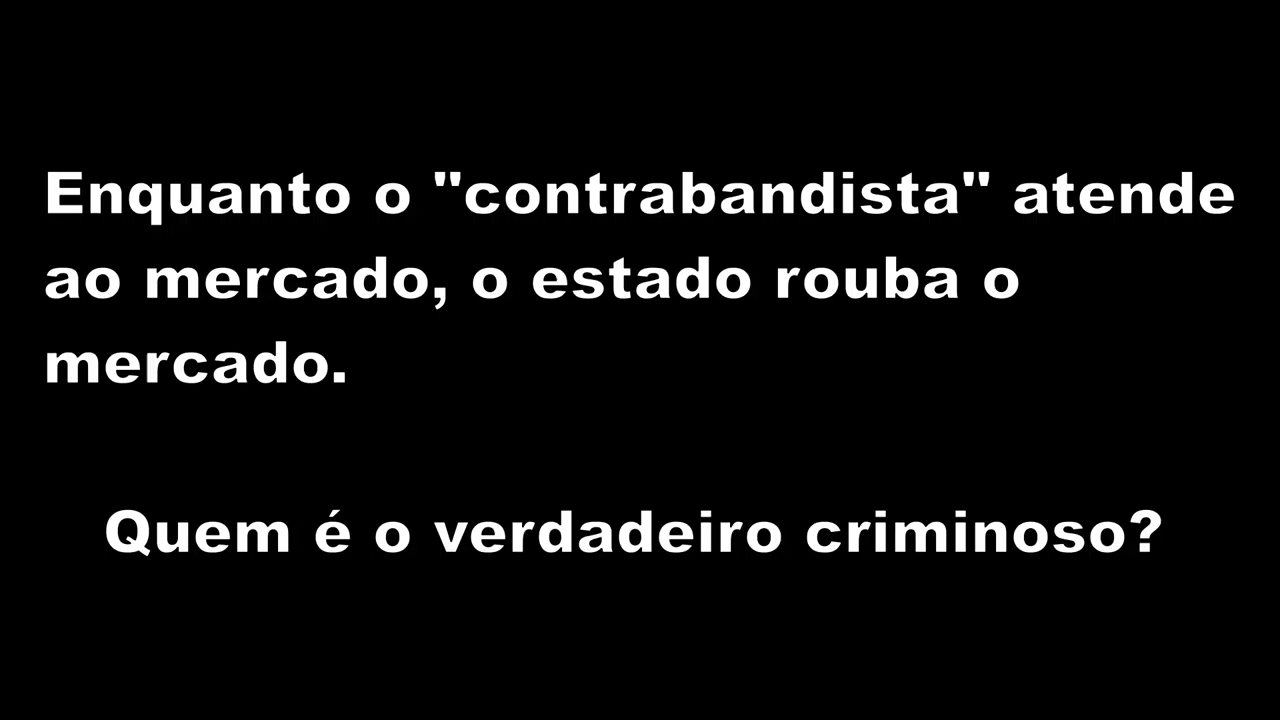 Enquanto o "contrabandista" atende
ao mercado, o estado rouba o
mercado.
Quem é o verdadeiro criminoso?